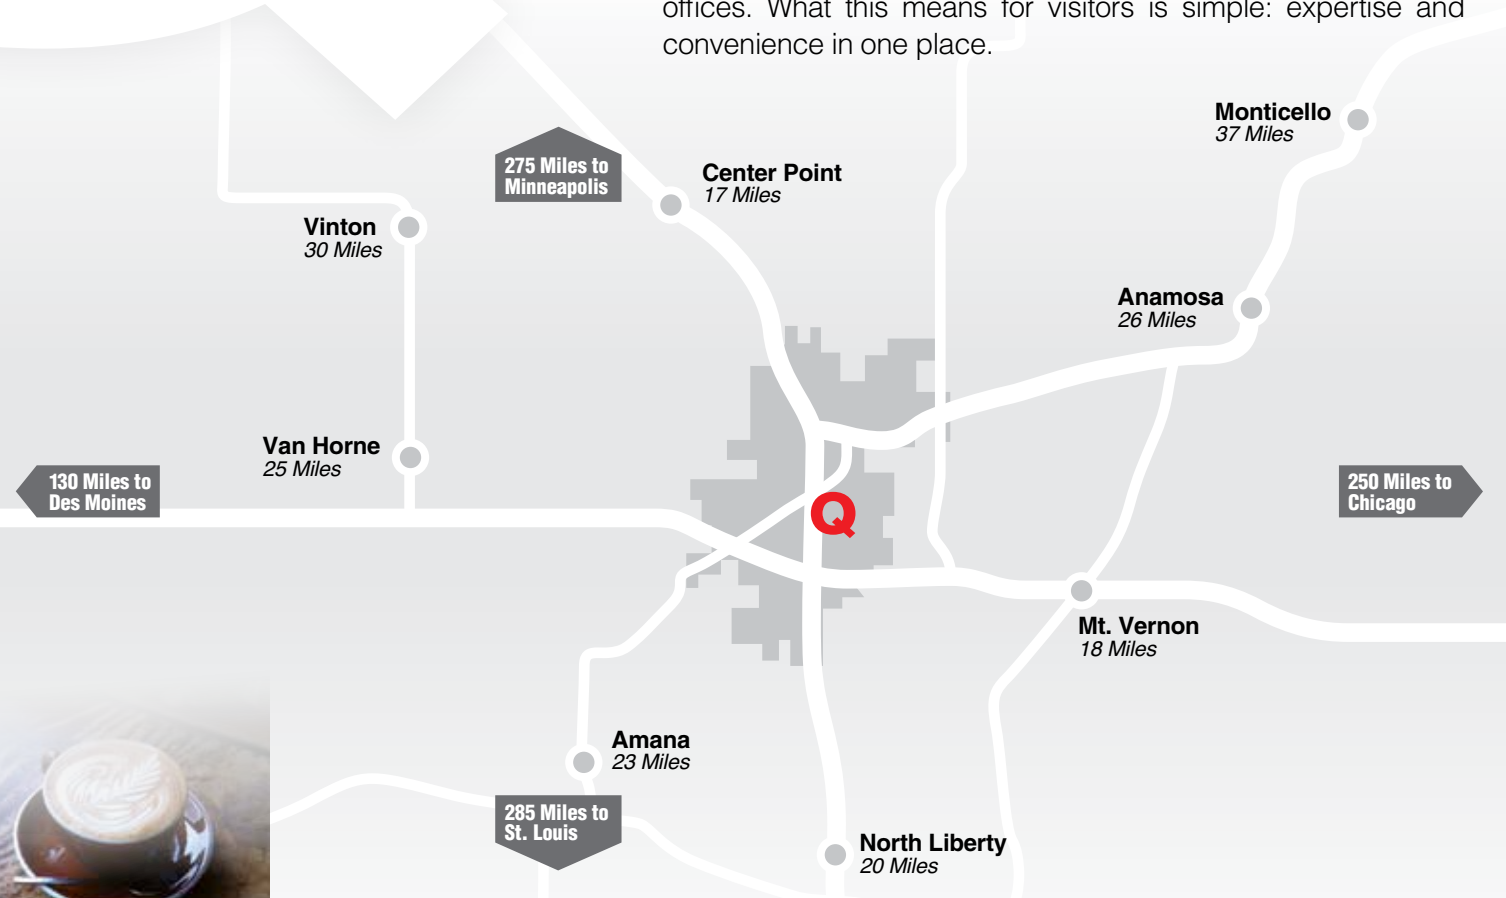 offices. What this means for visitors is simple: expertise and
convenience in one place.
Monticello
37 Miles
275 Miles to
Minneapolis
Center Point
17 Miles
Vinton
30 Miles
Anamosa
26 Miles
Van Horne
25 Miles
130 Miles to
Des Moines
250 Miles to
Chicago
Q
Mt. Vernon
18 Miles
Amana
23 Miles
285 Miles to
St. Louis
North Liberty
20 Miles